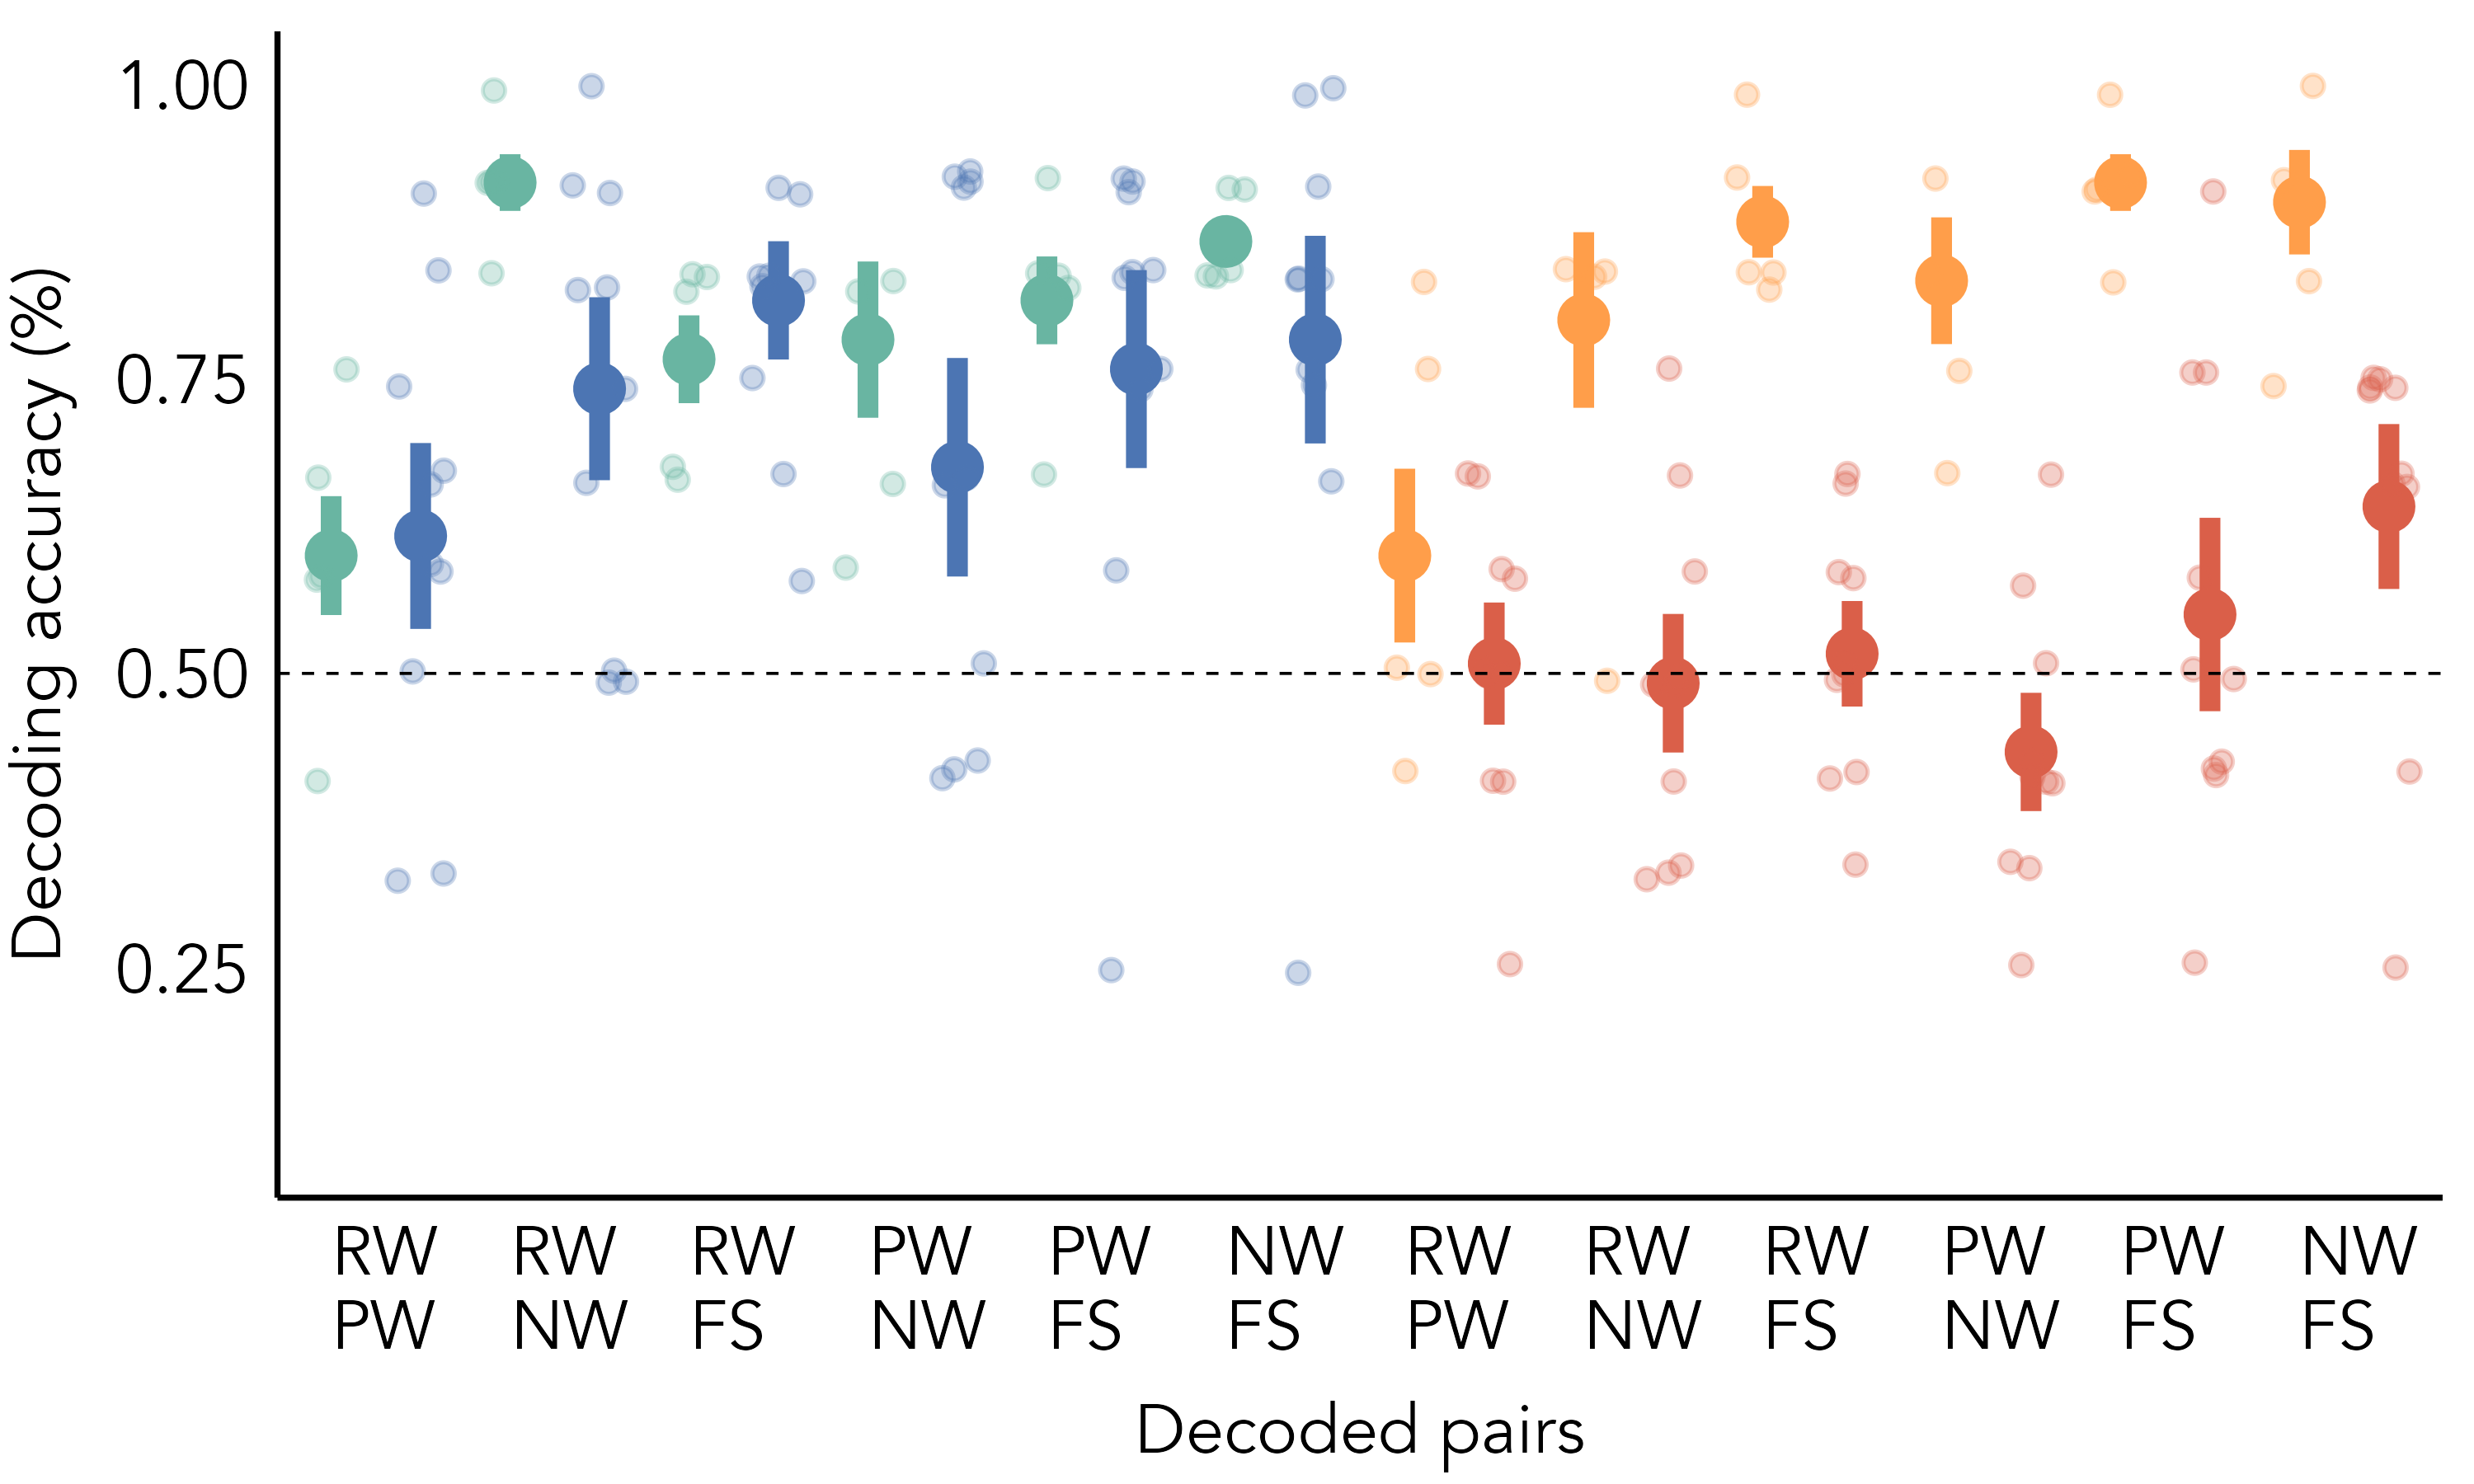 Decoding accuracy (%)
1.00
0.75
0.50
0.25
RW RW RW PW PW NW RW RW RW PW PW NW
PW NW FS NW FS FS PW NW FS NW FS FS
Decoded pairs